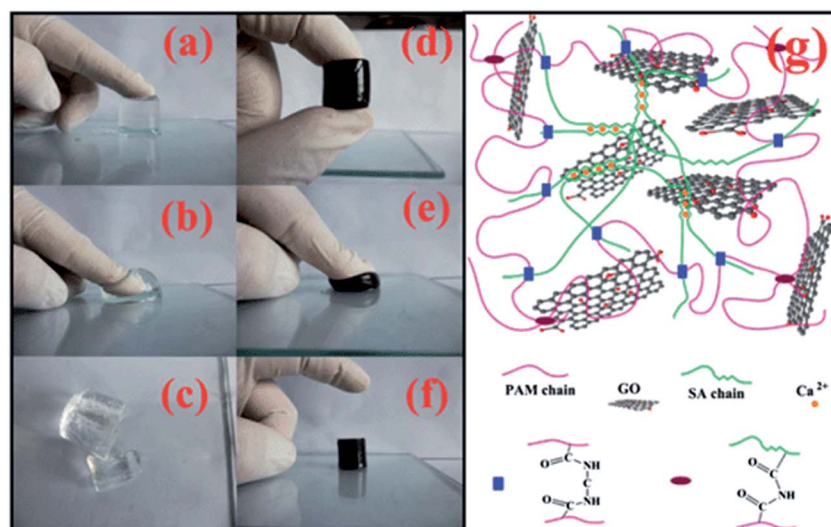 (a)
(d)
(g)
(b)
(e)
(c)
(f)
PAM chain
GO
SA chain
Ca2+
O
C
NH
C
O
C
NH
O
C
NH
O
C